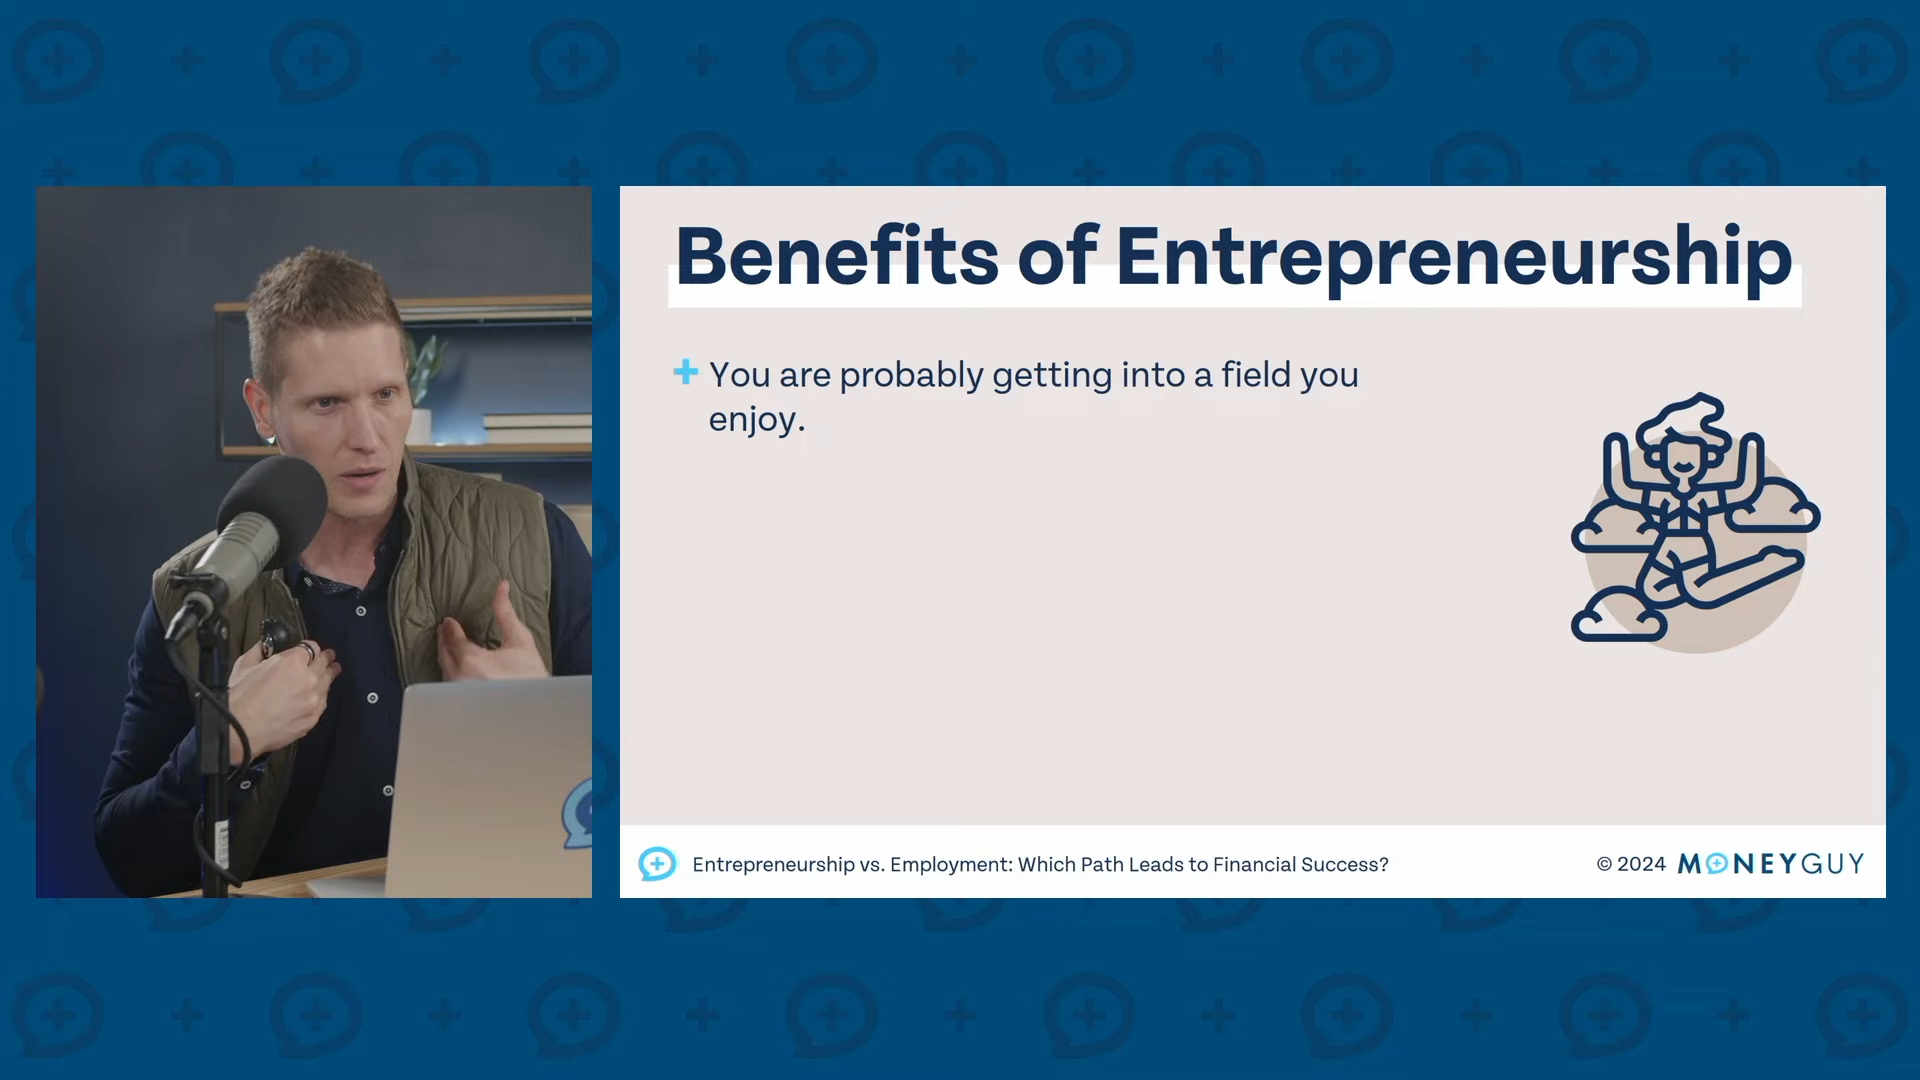 Benefits of Entrepreneurship
You are probably getting into a field you
enjoy.
Entrepreneurship vs. Employment: Which Path Leads to Financial Success?
© 2024 MONEYGUY